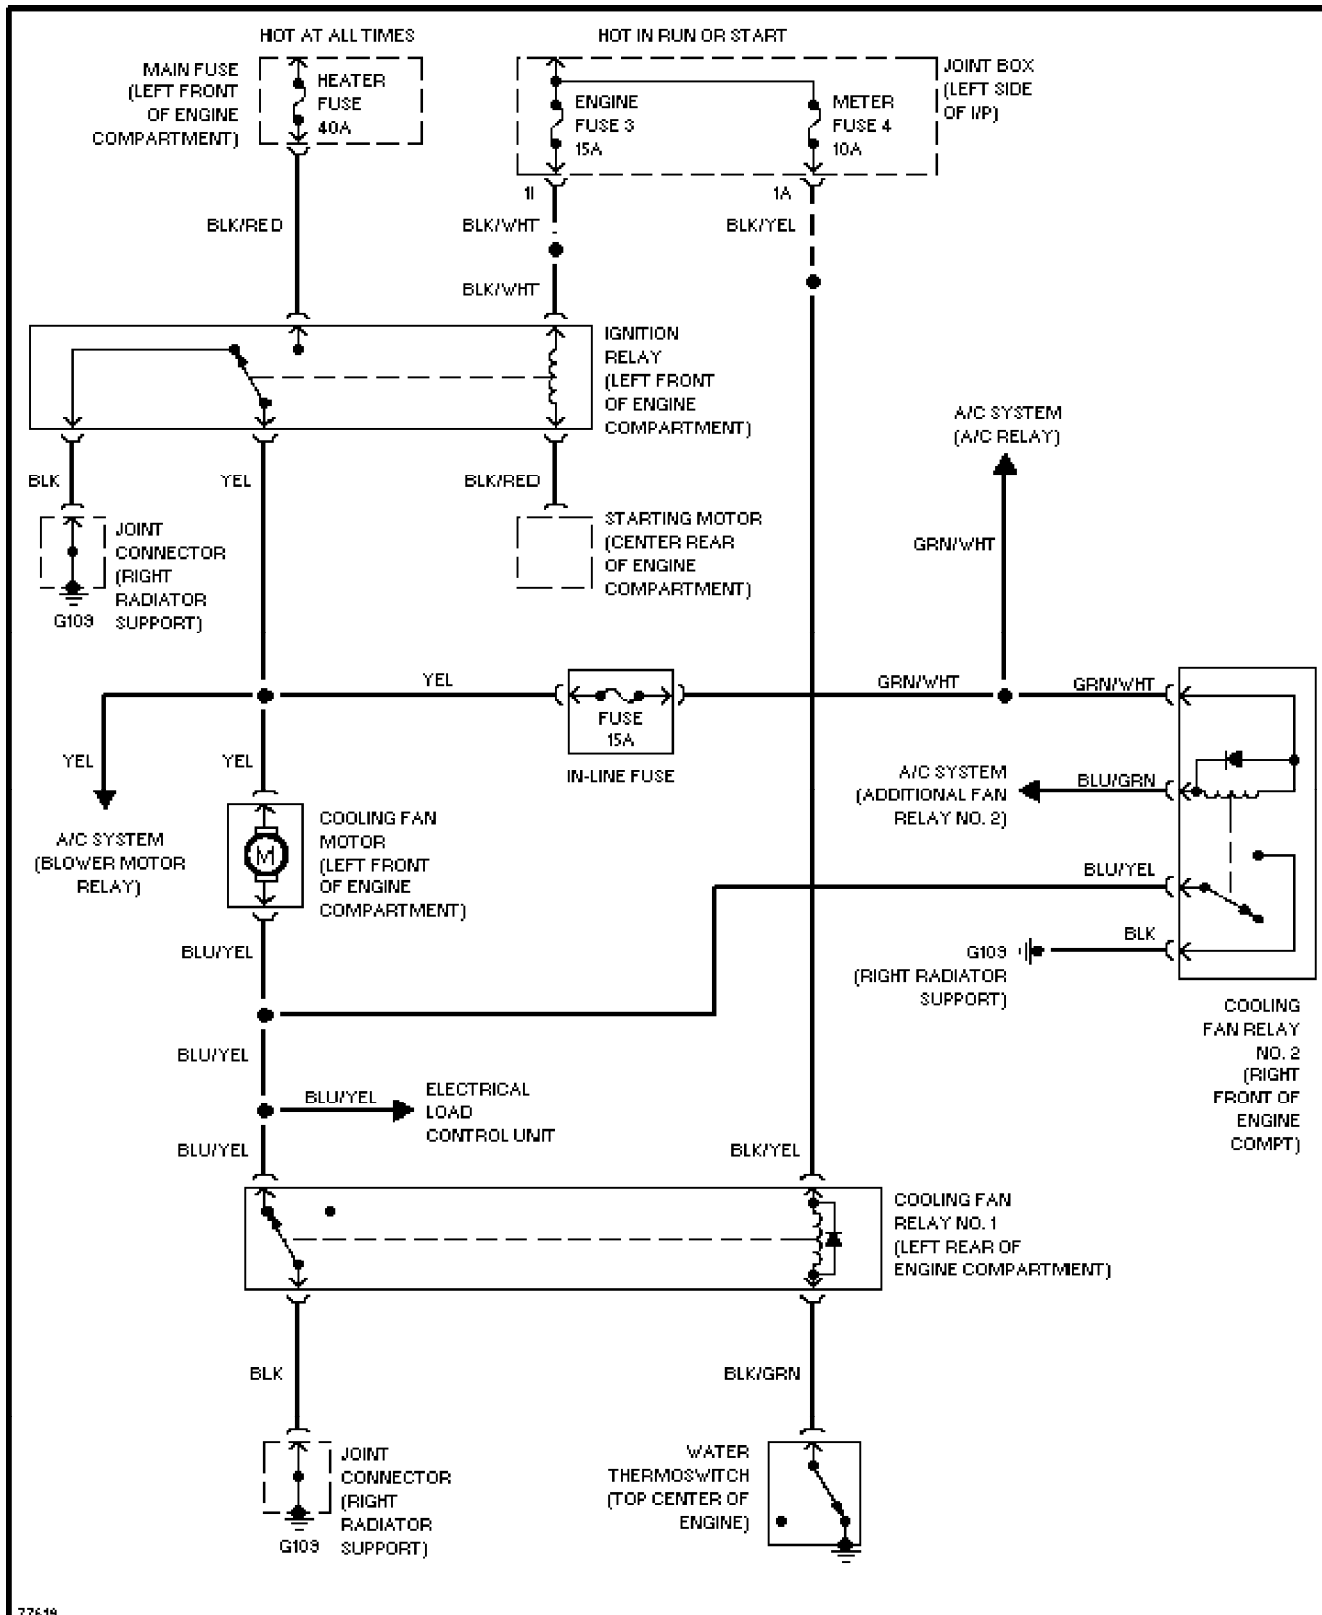 HOT AT ALL TIMES
HOT IN RUN OR START
MAIN FUSE
(LEFT FRONT
OF ENGINE
COMPARTMENT)
HEATER
FUSE
40A
ENGINE
FUSE 3
15A
METER
FUSE 4
10A
JOINT BOX
(LEFT SIDE
OF I/P)
1I
1A
BLK/RED
BLK/WHT
BLK/YEL
BLK/WHT
IGNITION
RELAY
(LEFT FRONT
OF ENGINE
COMPARTMENT)
A/C SYSTEM
(A/C RELAY)
BLK
YEL
BLK/RED
JOINT
CONNECTOR
(RIGHT
RADIATOR
SUPPORT)
G109
STARTING MOTOR
(CENTER REAR
OF ENGINE
COMPARTMENT)
GRN/WHT
YEL
GRN/WHT
GRN/WHT
FUSE
15A
IN-LINE FUSE
YEL
YEL
A/C SYSTEM
(BLOWER MOTOR
RELAY)
COOLING FAN
MOTOR
(LEFT FRONT
OF ENGINE
COMPARTMENT)
M
A/C SYSTEM
(ADDITIONAL FAN
RELAY NO. 2)
BLU/GRN
BLU/YEL
BLK
G109
(RIGHT RADIATOR
SUPPORT)
COOLING
FAN RELAY
NO. 2
(RIGHT
FRONT OF
ENGINE
COMPT)
BLU/YEL
BLU/YEL
BLU/YEL
ELECTRICAL
LOAD
CONTROL UNIT
BLU/YEL
BLK/YEL
COOLING FAN
RELAY NO. 1
(LEFT REAR OF
ENGINE COMPARTMENT)
BLK
BLK/GRN
JOINT
CONNECTOR
(RIGHT
RADIATOR
SUPPORT)
G109
WATER
THERMOSWITCH
(TOP CENTER OF
ENGINE)